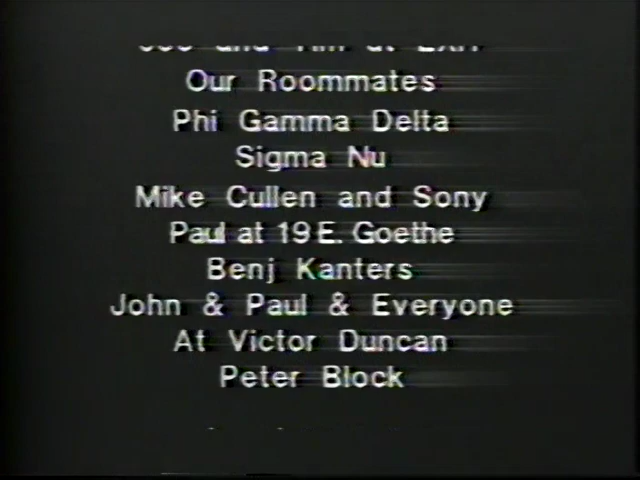 Our Roommates
Phi Gamma Delta
Sigma Nu
Mike Cullen and Sony
Paul at 19 E. Goethe
Benj Kanters
John & Paul & Everyone
At Victor Duncan
Peter Block